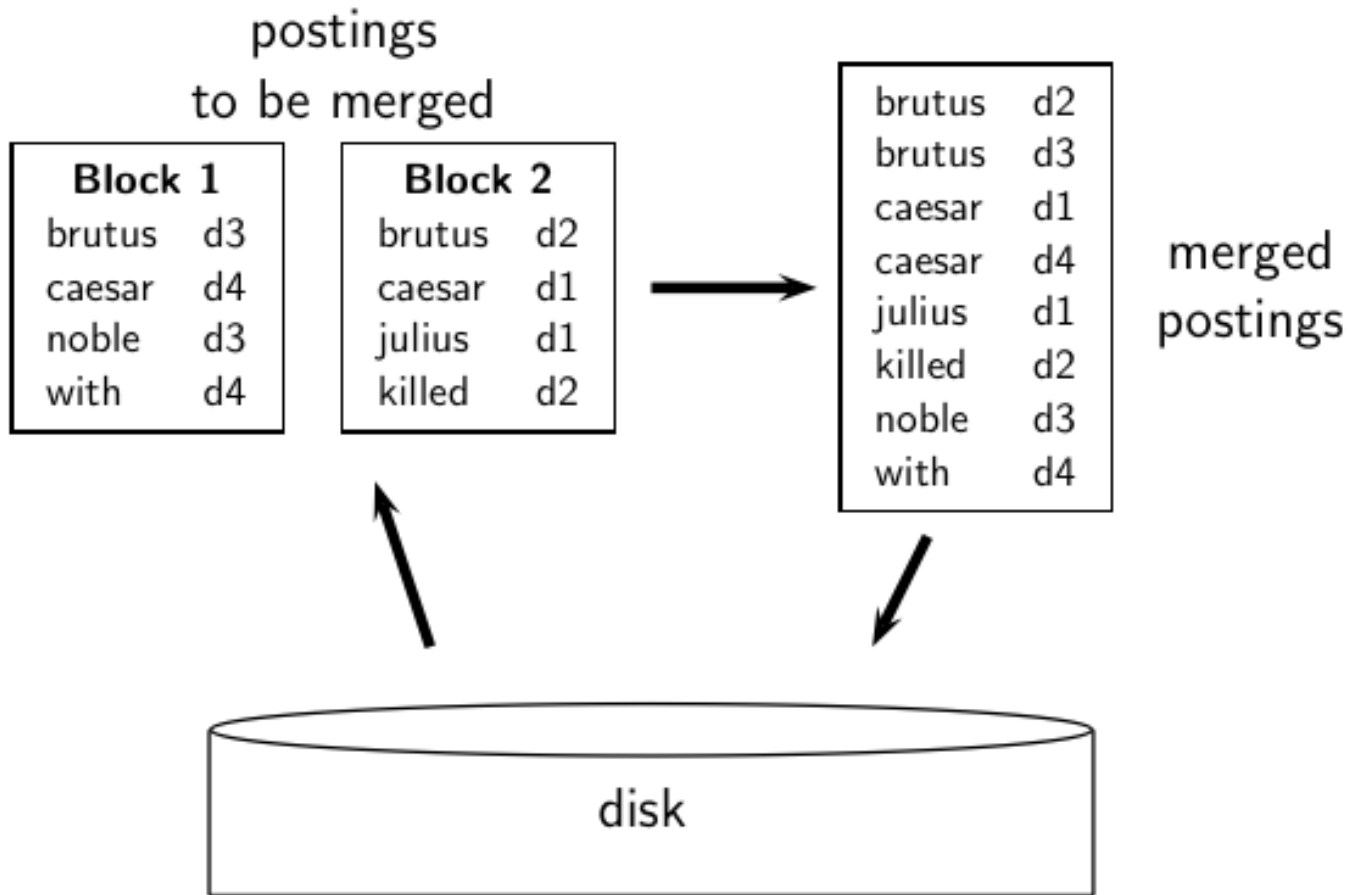 postings
to be merged
Block 1
brutus d3
caesar d4
noble d3
with d4
Block 2
brutus d2
caesar d1
julius d1
killed d2
brutus d2
brutus d3
caesar d1
caesar d4
julius d1
killed d2
noble d3
with d4
merged
postings
disk